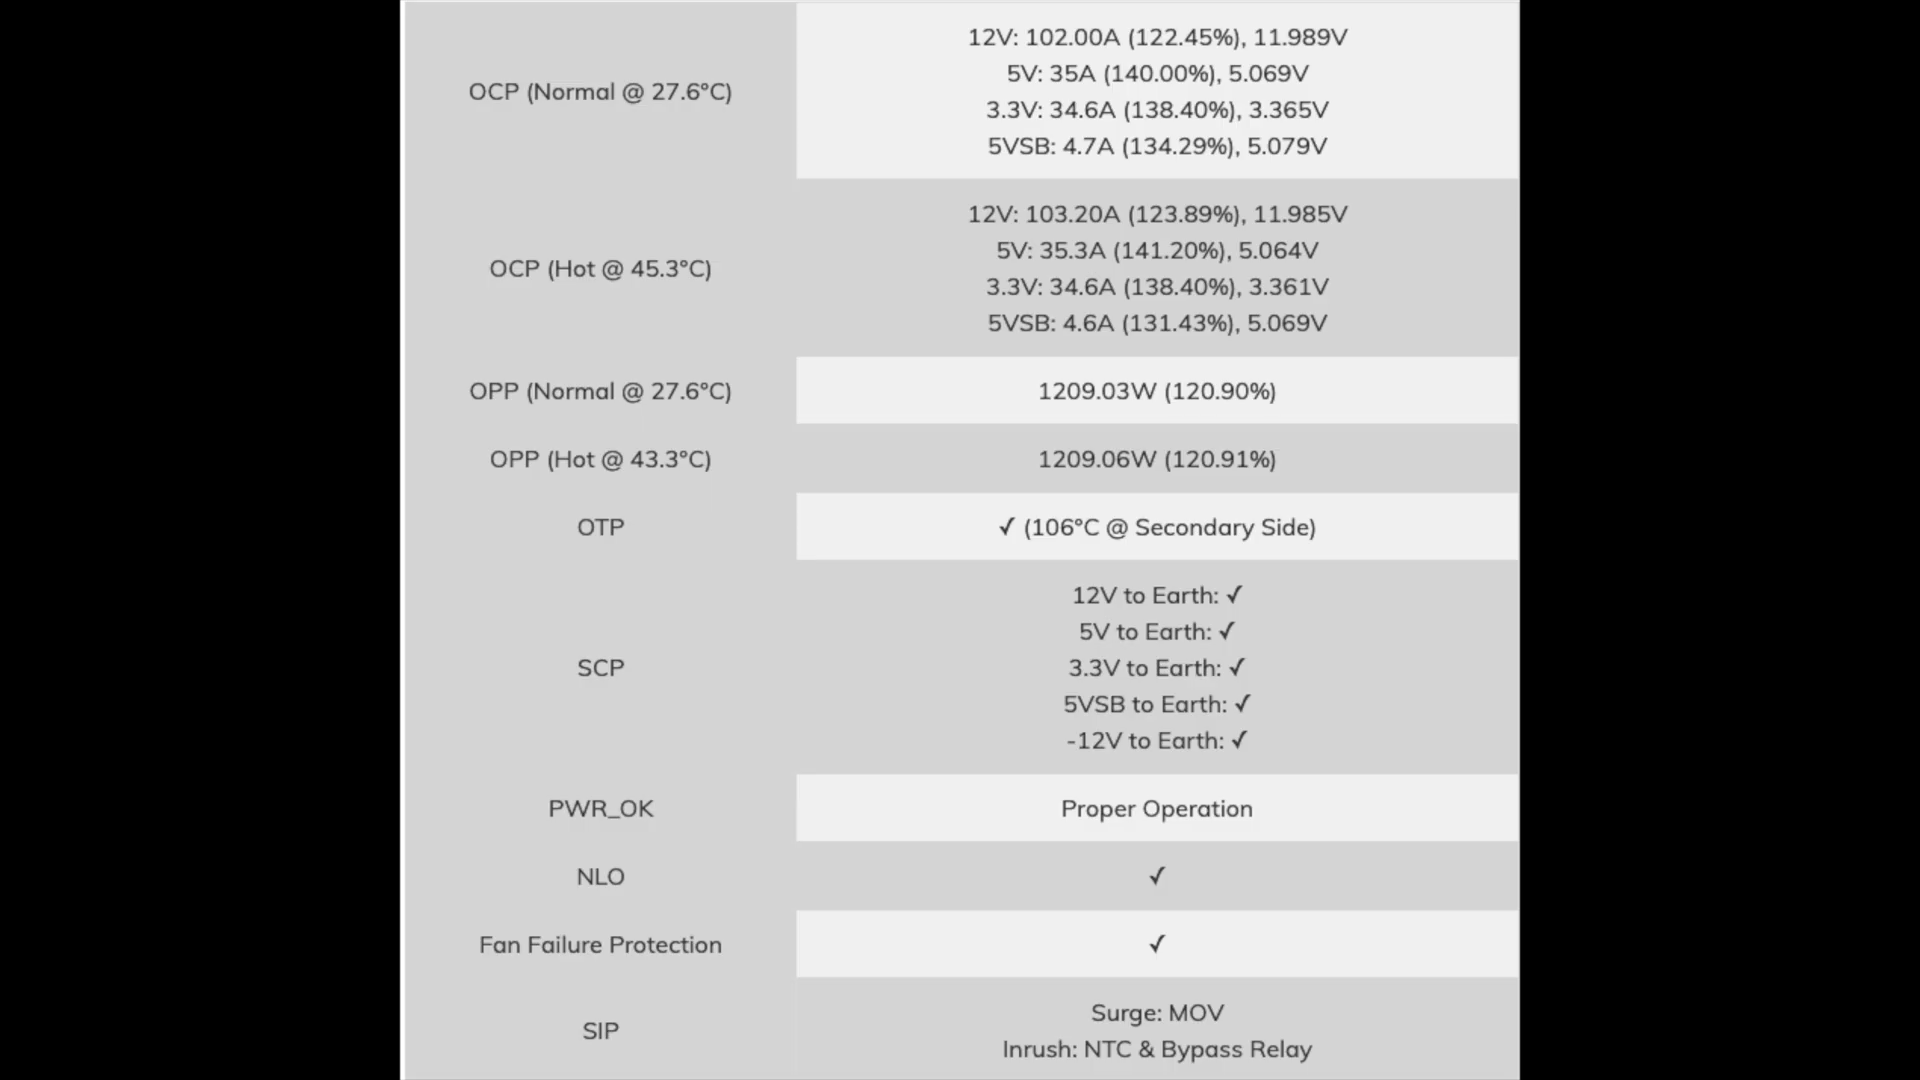 OCP (Normal @ 27.6°C)
12V: 102.00A (122.45%), 11.989V
5V: 35A (140.00%), 5.069V
3.3V: 34.6A (138.40%), 3.365V
5VSB: 4.7A (134.29%), 5.079V
OCP (Hot @ 45.3°C)
12V: 103.20A (123.89%), 11.985V
5V: 35.3A (141.20%), 5.064V
3.3V: 34.6A (138.40%), 3.361V
5VSB: 4.6A (131.43%), 5.069V
OPP (Normal @ 27.6°C)
1209.03W (120.90%)
OPP (Hot @ 43.3°C)
1209.06W (120.91%)
OTP
✓ (106°C @ Secondary Side)
SCP
12V to Earth: ✓
5V to Earth: ✓
3.3V to Earth: ✓
5VSB to Earth: ✓
-12V to Earth: ✓
PWR_OK
Proper Operation
NLO
✓
Fan Failure Protection
✓
SIP
Surge: MOV
Inrush: NTC & Bypass Relay